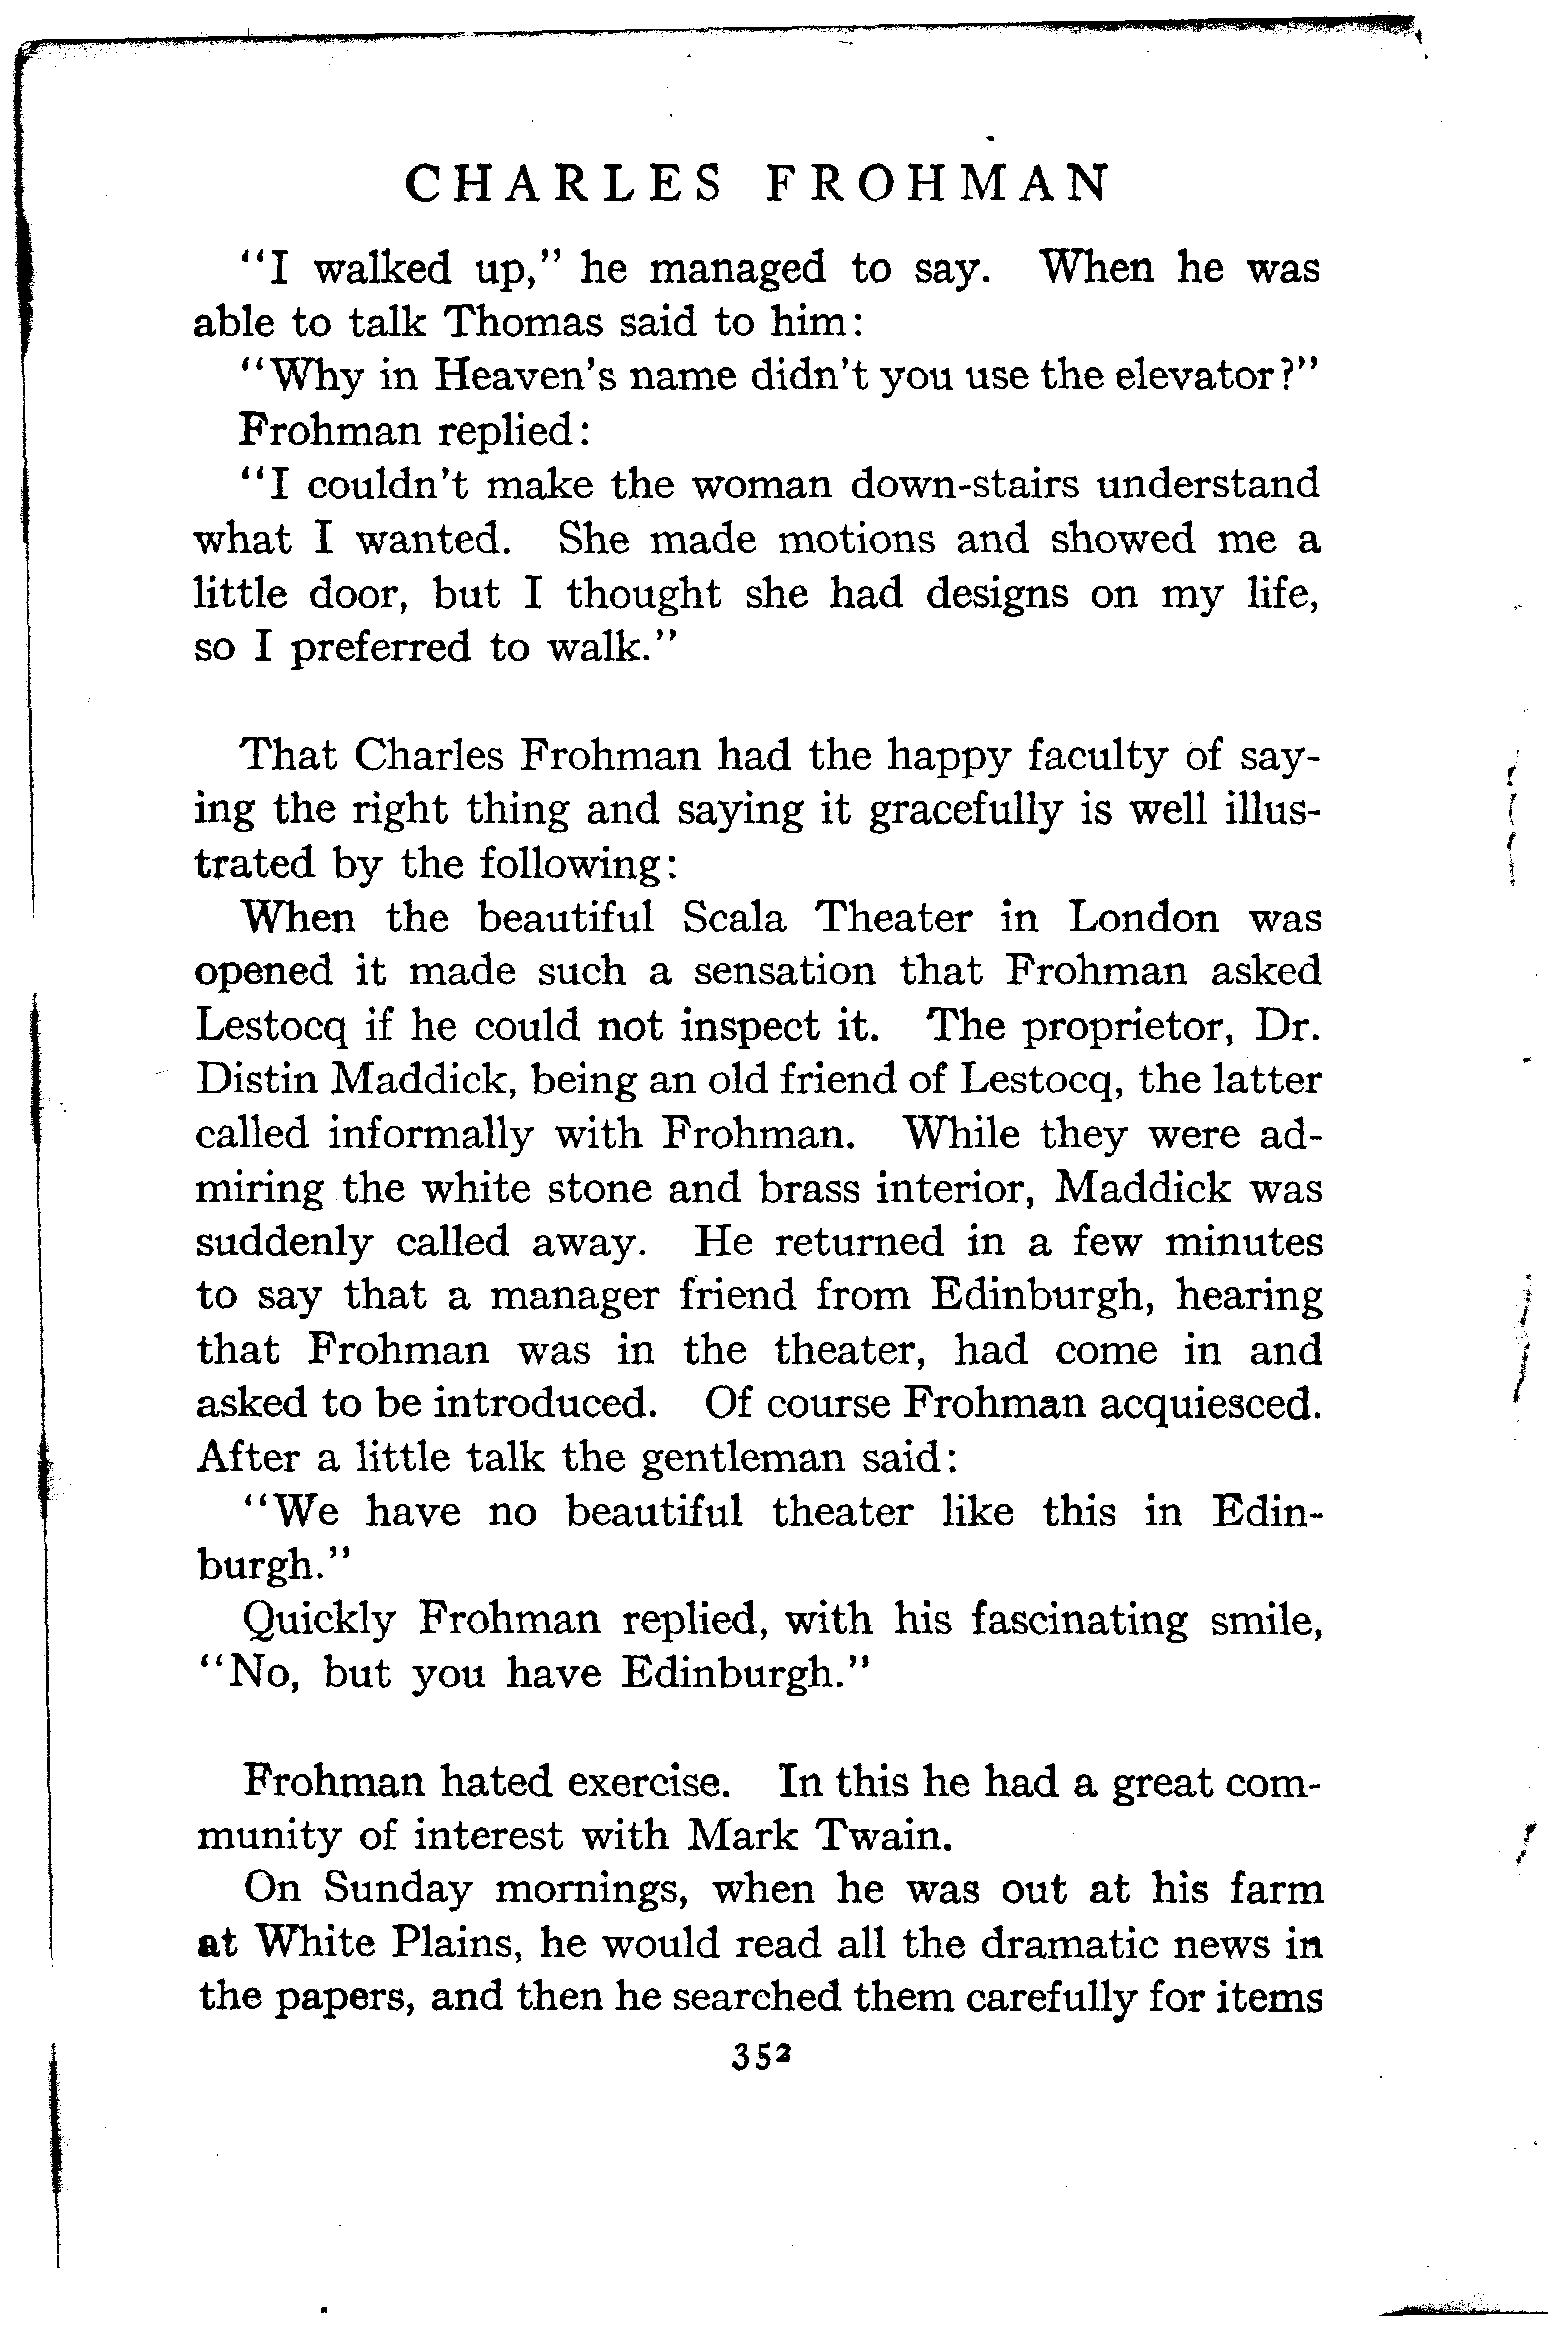 CHARLES FROHMAN
"I walked up," he managed to say. When he was
able to talk Thomas said to him:
"Why in Heaven's name didn't you use the elevator?"
Frohman replied:
"I couldn't make the woman down-stairs understand
what I wanted. She made motions and showed me a
little door, but I thought she had designs on my life,
so I preferred to walk."
That Charles Frohman had the happy faculty of say-
ing the right thing and saying it gracefully is well illus-
trated by the following:
When the beautiful Scala Theater in London was
opened it made such a sensation that Frohman asked
Lestocq if he could not inspect it. The proprietor, Dr.
Distin Maddick, being an old friend of Lestocq, the latter
called informally with Frohman. While they were ad-
miring the white stone and brass interior, Maddick was
suddenly called away. He returned in a few minutes
to say that a manager friend from Edinburgh, hearing
that Frohman was in the theater, had come in and
asked to be introduced. Of course Frohman acquiesced.
After a little talk the gentleman said:
"We have no beautiful theater like this in Edin-
burgh."
Quickly Frohman replied, with his fascinating smile,
"No, but you have Edinburgh."
Frohman hated exercise. In this he had a great com-
munity of interest with Mark Twain.
On Sunday mornings, when he was out at his farm
at White Plains, he would read all the dramatic news in
the papers, and then he searched them carefully for items
352